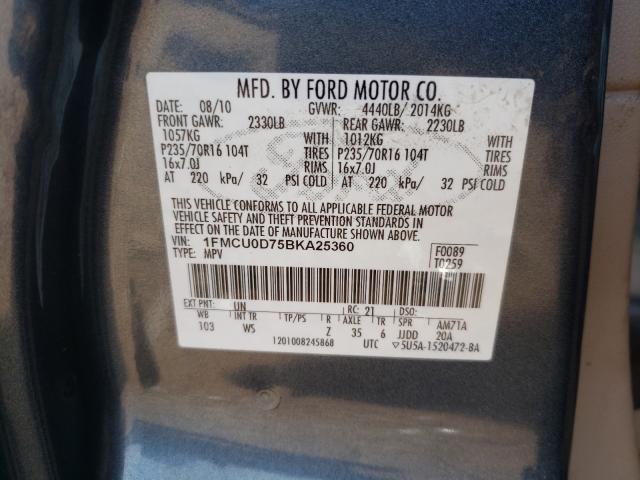 MFD. BY FORD MOTOR CO.
DATE: 08/10 GVWR: 4440LB/ 2014KG
FRONT GAWR: 2330LB REAR GAWR: 2230LB
1057KG WITH 1012KG WITH
P235/70R16 104T TIRES P235/70R16 104T TIRES
16x7.0J RIMS 16x7.0J RIMS
AT 220 kPa/ 32 PSI COLD AT 220 kPa/ 32 PSI COLD
THIS VEHICLE CONFORMS TO ALL APPLICABLE FEDERAL MOTOR
VEHICLE SAFETY AND THEFT PREVENTION STANDARDS IN
EFFECT ON THE DATE OF MANUFACTURE SHOWN ABOVE.
VIN: 1FMCU0D75BKA25360 F0089
TYPE: MPV T0259
EXT PNT: UN RC: 21 DSO:
WB INT TR TP/PS R AXLE TR SPR AM71A
103 WS Z 35 6 JJDD 20A
1201008245868 UTC ▽5U5A-1520472-BA